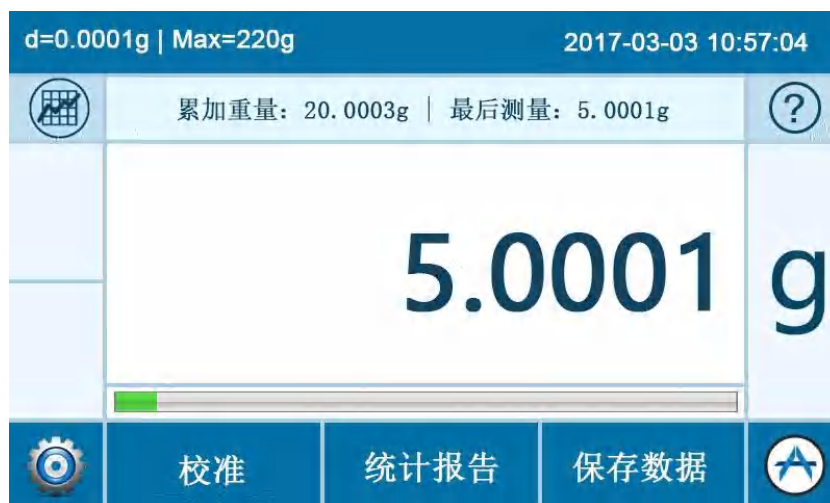 d=0.0001g | Max=220g 2017-03-03 10:57:04
累加重量: 20.0003g | 最后测量: 5.0001g ?
5.0001 g
校准 统计报告 保存数据